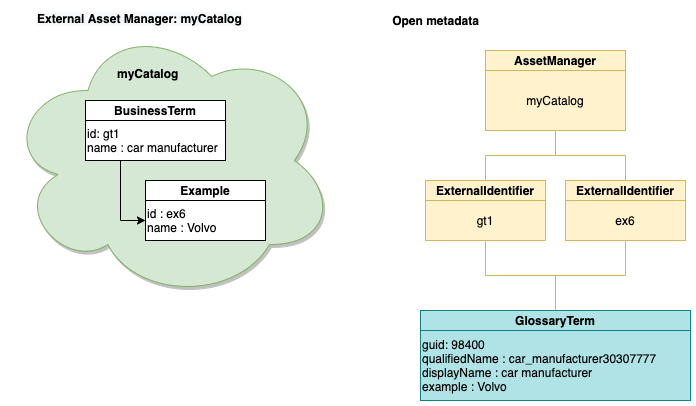 External Asset Manager: myCatalog
myCatalog
BusinessTerm
id: gt1
name : car manufacturer
Example
id : ex6
name : Volvo
Open metadata
AssetManager
myCatalog
ExternalIdentifier
gt1
ExternalIdentifier
ex6
GlossaryTerm
guid: 98400
qualifiedName : car_manufacturer30307777
displayName : car manufacturer
example : Volvo